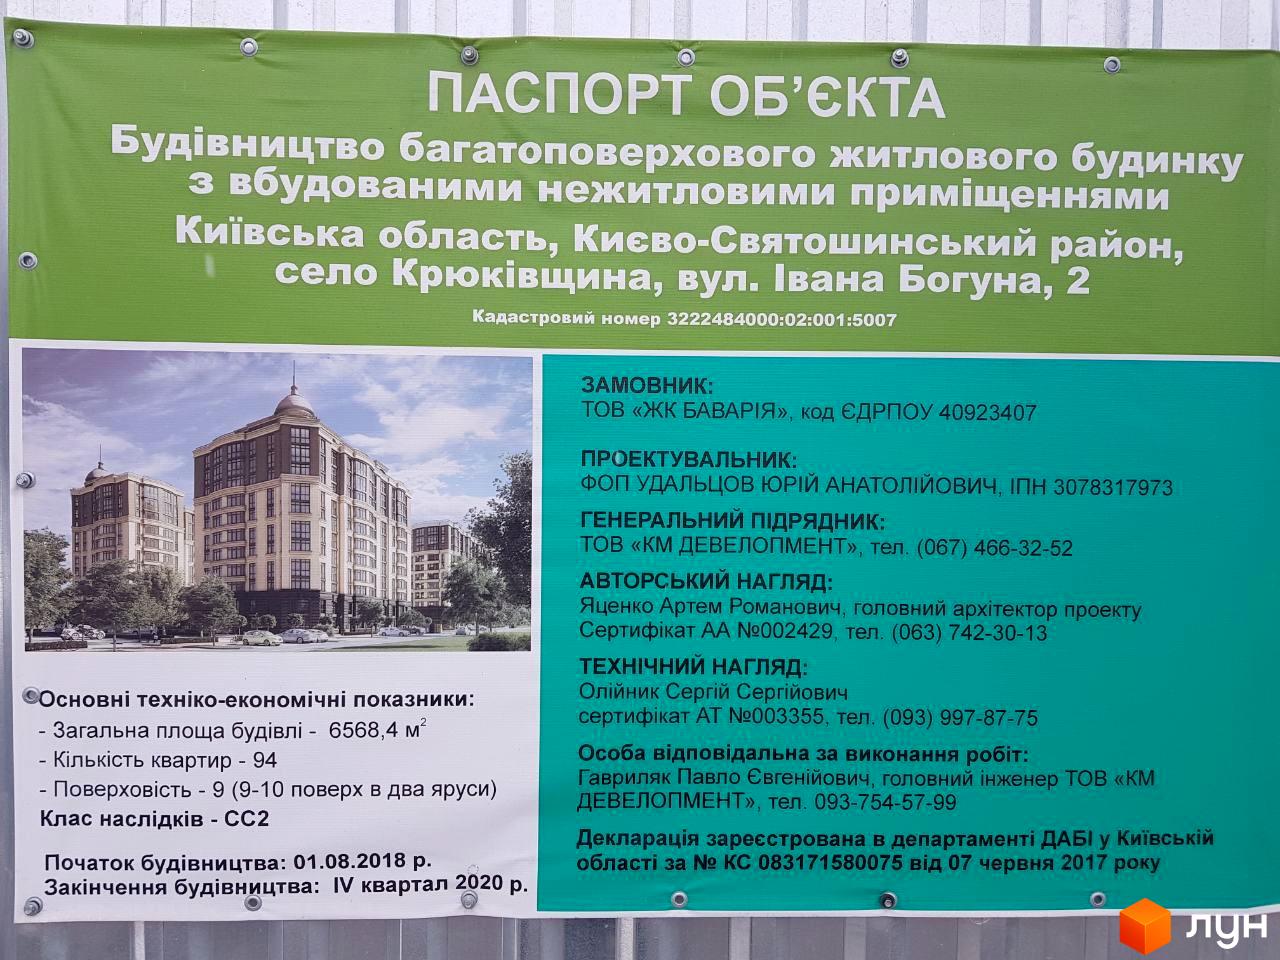 ПАСПОРТ ОБ’ЄКТА
Будівництво багатоповерхового житлового будинку
з вбудованими нежитловими приміщеннями
Київська область, Києво-Святошинський район,
село Крюківщина, вул. Івана Богуна, 2
Кадастровий номер 3222484000:02:001:5007
Основні техніко-економічні показники:
- Загальна площа будівлі - 6568,4 м²
- Кількість квартир - 94
- Поверховість - 9 (9-10 поверх в два яруси)
Клас наслідків - СС2
Початок будівництва: 01.08.2018 р.
Закінчення будівництва: IV квартал 2020 р.
ЗАМОВНИК:
ТОВ «ЖК БАВАРІЯ», код ЄДРПОУ 40923407
ПРОЕКТУВАЛЬНИК:
ФОП УДАЛЬЦОВ ЮРІЙ АНАТОЛІЙОВИЧ, ІПН 3078317973
ГЕНЕРАЛЬНИЙ ПІДРЯДНИК:
ТОВ «КМ ДЕВЕЛОПМЕНТ», тел. (067) 466-32-52
АВТОРСЬКИЙ НАГЛЯД:
Яценко Артем Романович, головний архітектор проекту
Сертифікат АА №002429, тел. (063) 742-30-13
ТЕХНІЧНИЙ НАГЛЯД:
Олійник Сергій Сергійович
сертифікат АТ №003355, тел. (093) 997-87-75
Особа відповідальна за виконання робіт:
Гавриляк Павло Євгенійович, головний інженер ТОВ «КМ
ДЕВЕЛОПМЕНТ», тел. 093-754-57-99
Декларація зареєстрована в департаменті ДАБІ у Київській
області за № КС 083171580075 від 07 червня 2017 року
лун